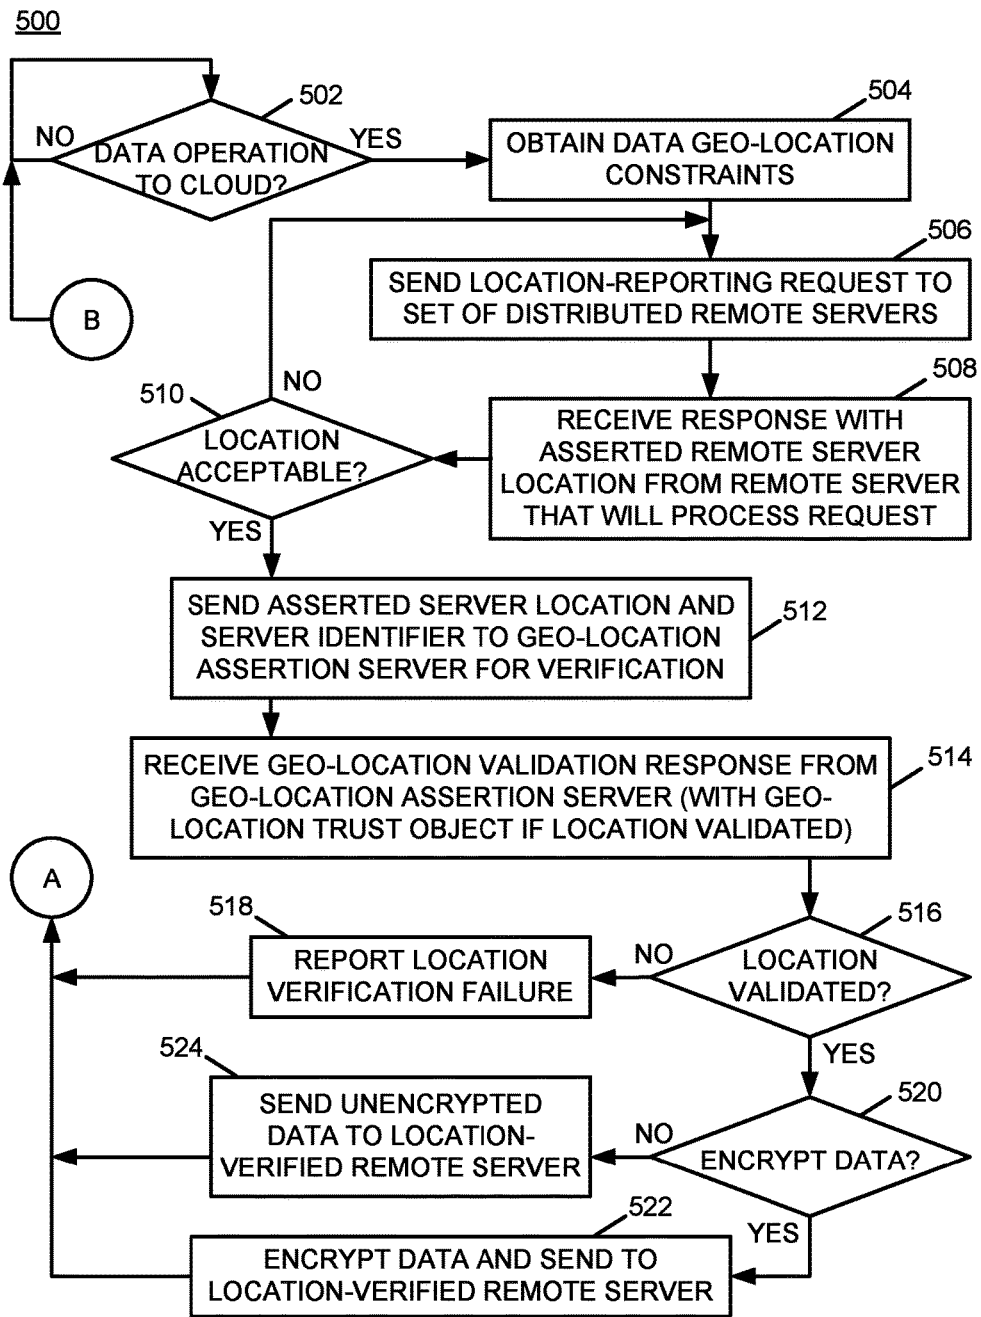 500
502
NO
YES
DATA OPERATION
TO CLOUD?
504
OBTAIN DATA GEO-LOCATION
CONSTRAINTS
506
SEND LOCATION-REPORTING REQUEST TO
SET OF DISTRIBUTED REMOTE SERVERS
B
508
RECEIVE RESPONSE WITH
ASSERTED REMOTE SERVER
LOCATION FROM REMOTE SERVER
THAT WILL PROCESS REQUEST
510
NO
LOCATION
ACCEPTABLE?
YES
512
SEND ASSERTED SERVER LOCATION AND
SERVER IDENTIFIER TO GEO-LOCATION
ASSERTION SERVER FOR VERIFICATION
514
RECEIVE GEO-LOCATION VALIDATION RESPONSE FROM
GEO-LOCATION ASSERTION SERVER (WITH GEO-
LOCATION TRUST OBJECT IF LOCATION VALIDATED)
A
516
NO
LOCATION
VALIDATED?
YES
518
REPORT LOCATION
VERIFICATION FAILURE
520
NO
ENCRYPT DATA?
YES
524
SEND UNENCRYPTED
DATA TO LOCATION-
VERIFIED REMOTE SERVER
522
ENCRYPT DATA AND SEND TO
LOCATION-VERIFIED REMOTE SERVER